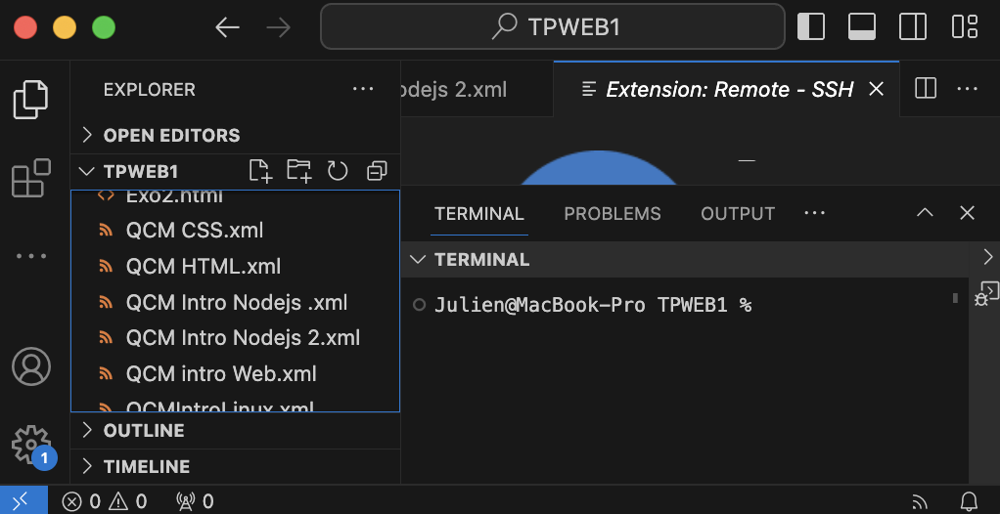 TPWEB1
EXPLORER
odejs 2.xml
Extension: Remote - SSH
OPEN EDITORS
TPWEB1
Exo2.html
QCM CSS.xml
QCM HTML.xml
QCM Intro Nodejs .xml
QCM Intro Nodejs 2.xml
QCM intro Web.xml
QCMIntroLinux.xml
OUTLINE
TIMELINE
TERMINAL PROBLEMS OUTPUT
TERMINAL
Julien@MacBook-Pro TPWEB1 %
1
0 0 0